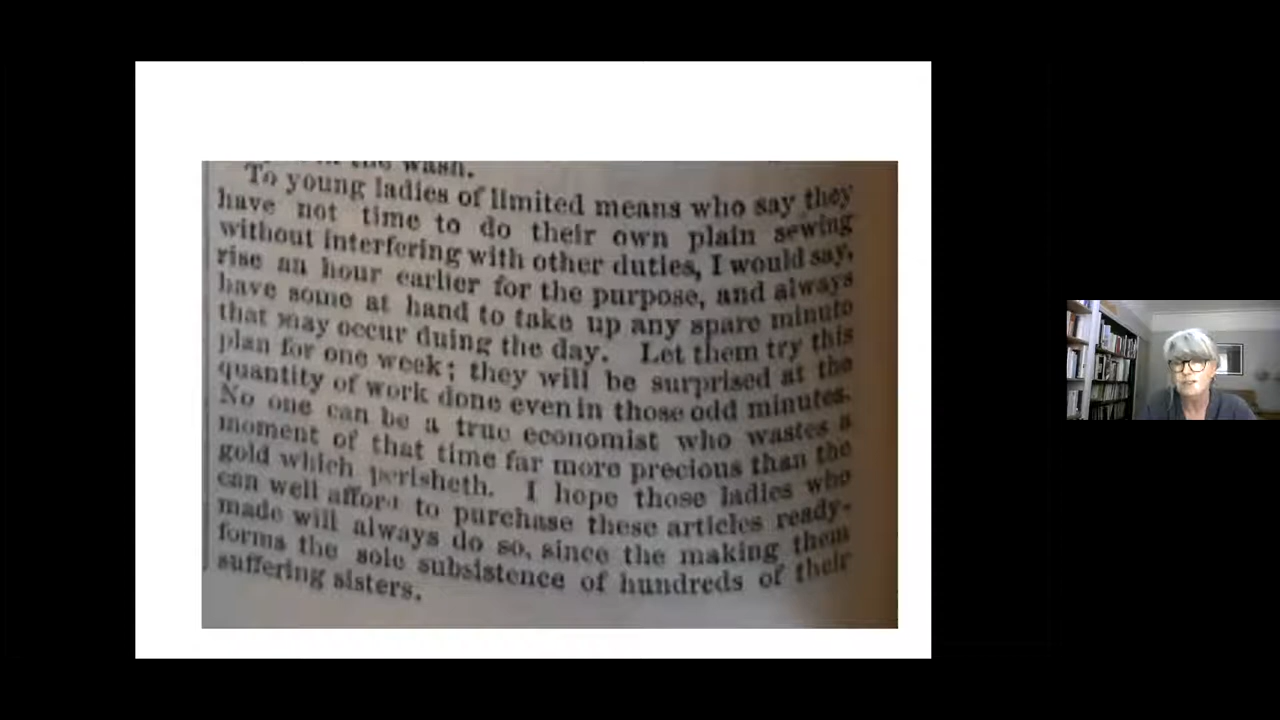 in the wash.
To young ladies of limited means who say they
have not time to do their own plain sewing
without interfering with other duties, I would say,
rise an hour earlier for the purpose, and always
have some at hand to take up any spare minute
that may occur duing the day. Let them try this
plan for one week; they will be surprised at the
quantity of work done even in those odd minutes.
No one can be a true economist who wastes a
moment of that time far more precious than the
gold which perisheth. I hope those ladies who
can well afford to purchase these articles ready-
made will always do so, since the making them
forms the sole subsistence of hundreds of their
suffering sisters.